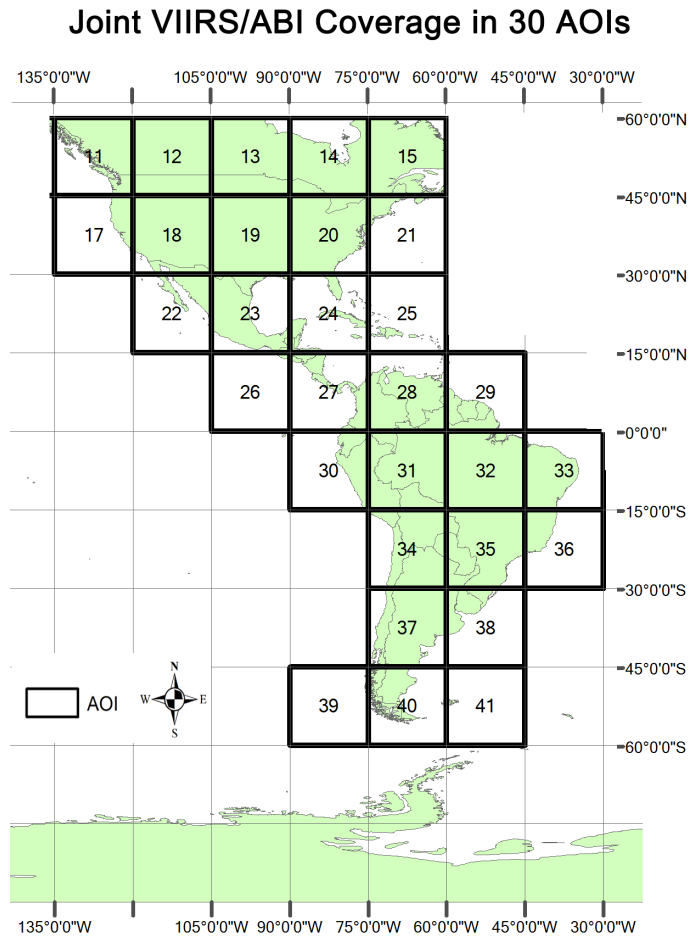 Joint VIIRS/ABI Coverage in 30 AOIs
135°0'0"W 105°0'0"W 90°0'0"W 75°0'0"W 60°0'0"W 45°0'0"W 30°0'0"W
60°0'0"N
11 12 13 14 15
45°0'0"N
17 18 19 20 21
30°0'0"N
22 23 24 25
15°0'0"N
26 27 28 29
0°0'0"
30 31 32 33
15°0'0"S
34 35 36
30°0'0"S
37 38
45°0'0"S
N
AOI W E 39 40 41
S
60°0'0"S
135°0'0"W 105°0'0"W 90°0'0"W 75°0'0"W 60°0'0"W 45°0'0"W 30°0'0"W